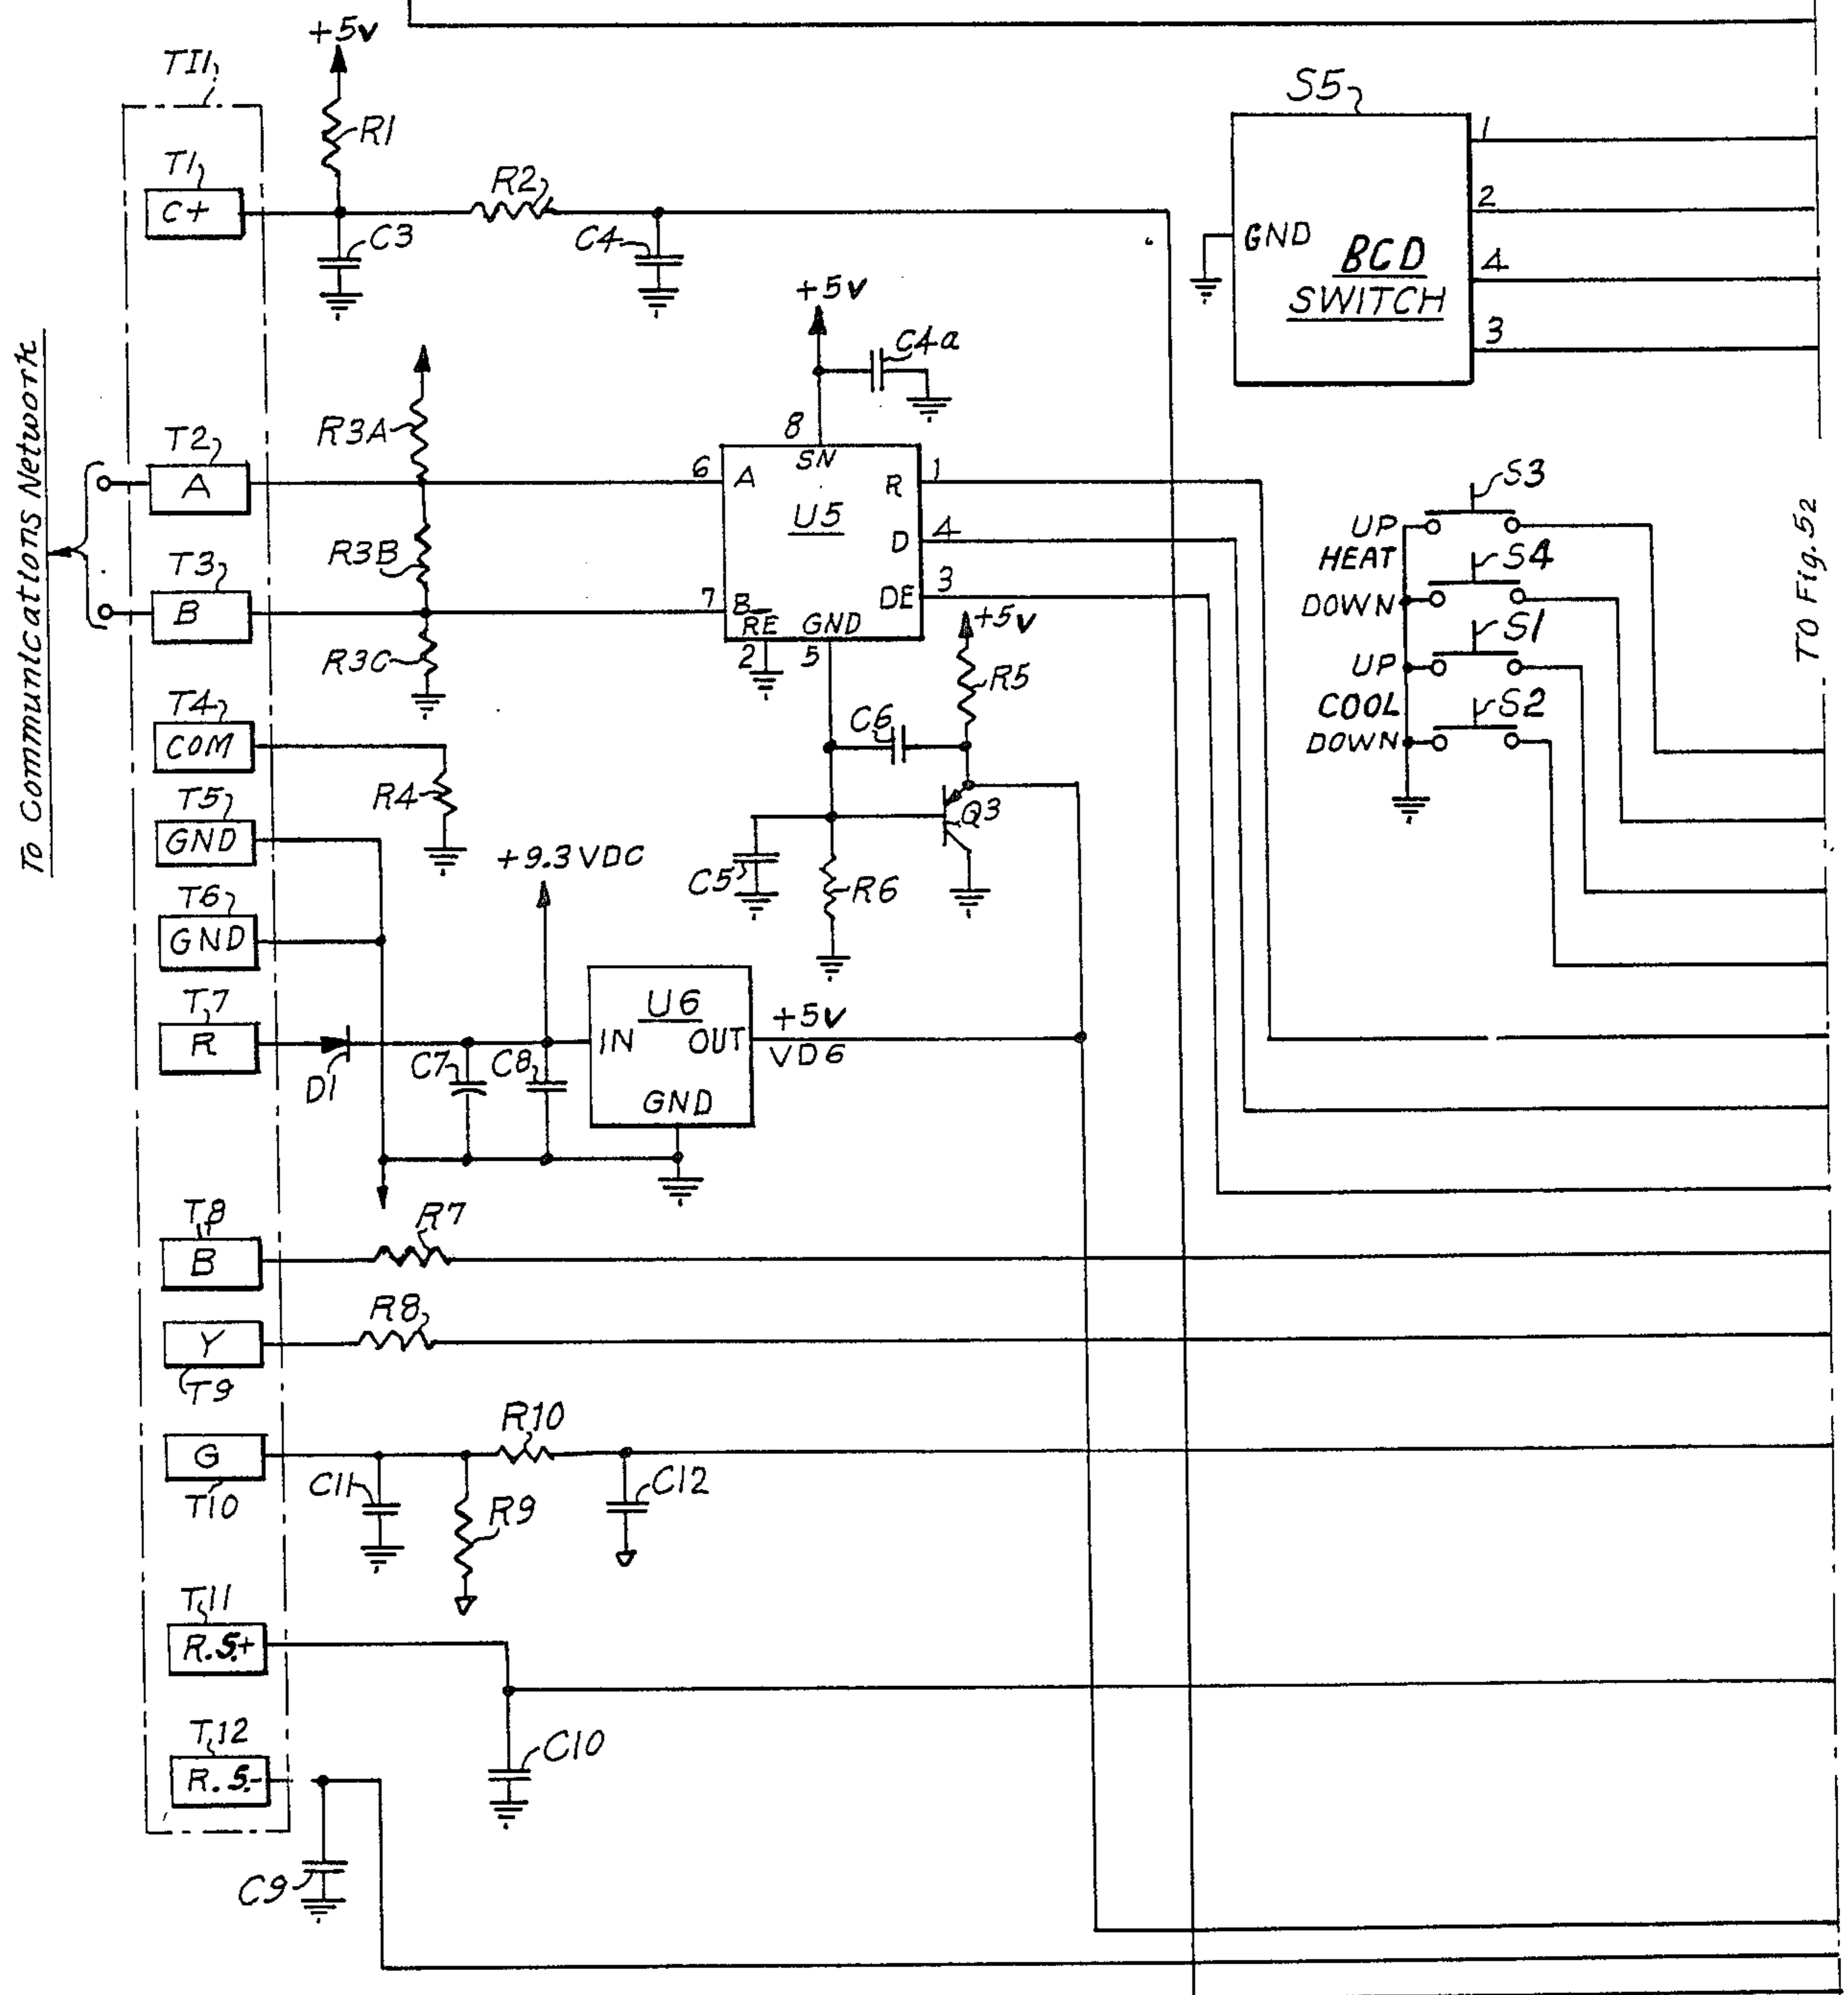 +5v
TI1
R1
T1
C+
R2
C3
C4
S5
GND
BCD
SWITCH
1
2
4
3
+5v
C4a
To Communications Network
T2
A
R3A
R3B
T3
B
R3C
8
SN
6
A
U5
R
1
D
4
DE
3
7
B
RE
GND
2
5
+5v
R5
C6
Q3
C5
R6
UP
HEAT
DOWN
UP
COOL
DOWN
S3
S4
S1
S2
TO Fig. 52
T4
COM
R4
T5
GND
T6
GND
+9.3 VDC
T7
R
D1
C7
C8
U6
IN
OUT
GND
+5v
VD6
T8
B
R7
R8
Y
T9
R10
G
T10
C11
R9
C12
T11
R.S.+
C10
T12
R.S.-
C9